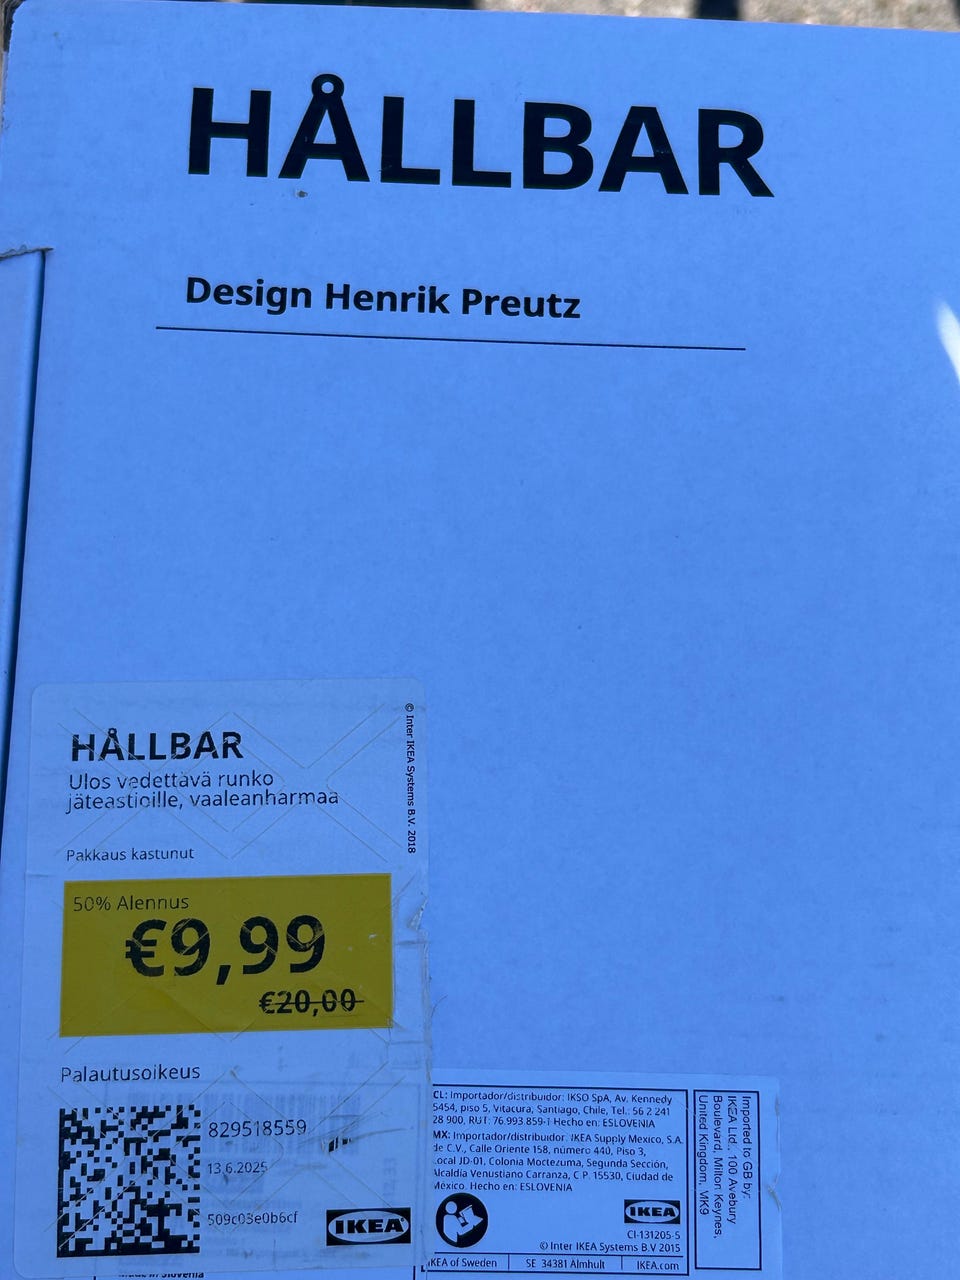 HÅLLBAR
Design Henrik Preutz
HÅLLBAR
Ulos vedettävä runko
jäteastioille, vaaleanharmaa
Pakkaus kastunut
50% Alennus
€9,99
€20,00
Palautusoikeus
829518559
13.6.2025
509c03e0b6cf
IKEA
© Inter IKEA Systems B.V. 2018
CL: Importador/distribuidor: IKSO SpA, Av. Kennedy
5454, piso 5, Vitacura, Santiago, Chile, Tel.: 56 2 241
28 900, RUT: 76.993.859-1 Hecho en: ESLOVENIA
MX: Importador/distribuidor: IKEA Supply Mexico, S.A.
de C.V., Calle Oriente 158, número 440, Piso 3,
Local JD-01, Colonia Moctezuma, Segunda Sección,
Alcaldía Venustiano Carranza, C.P. 15530, Ciudad de
México. Hecho en: ESLOVENIA
IKEA
CI-131205-5
© Inter IKEA Systems B.V 2015
IKEA of Sweden
SE 34381 Älmhult
IKEA.com
Imported to GB by:
IKEA Ltd., 100 Avebury
Boulevard, Milton Keynes,
United Kingdom, MK9
Made in Slovenia